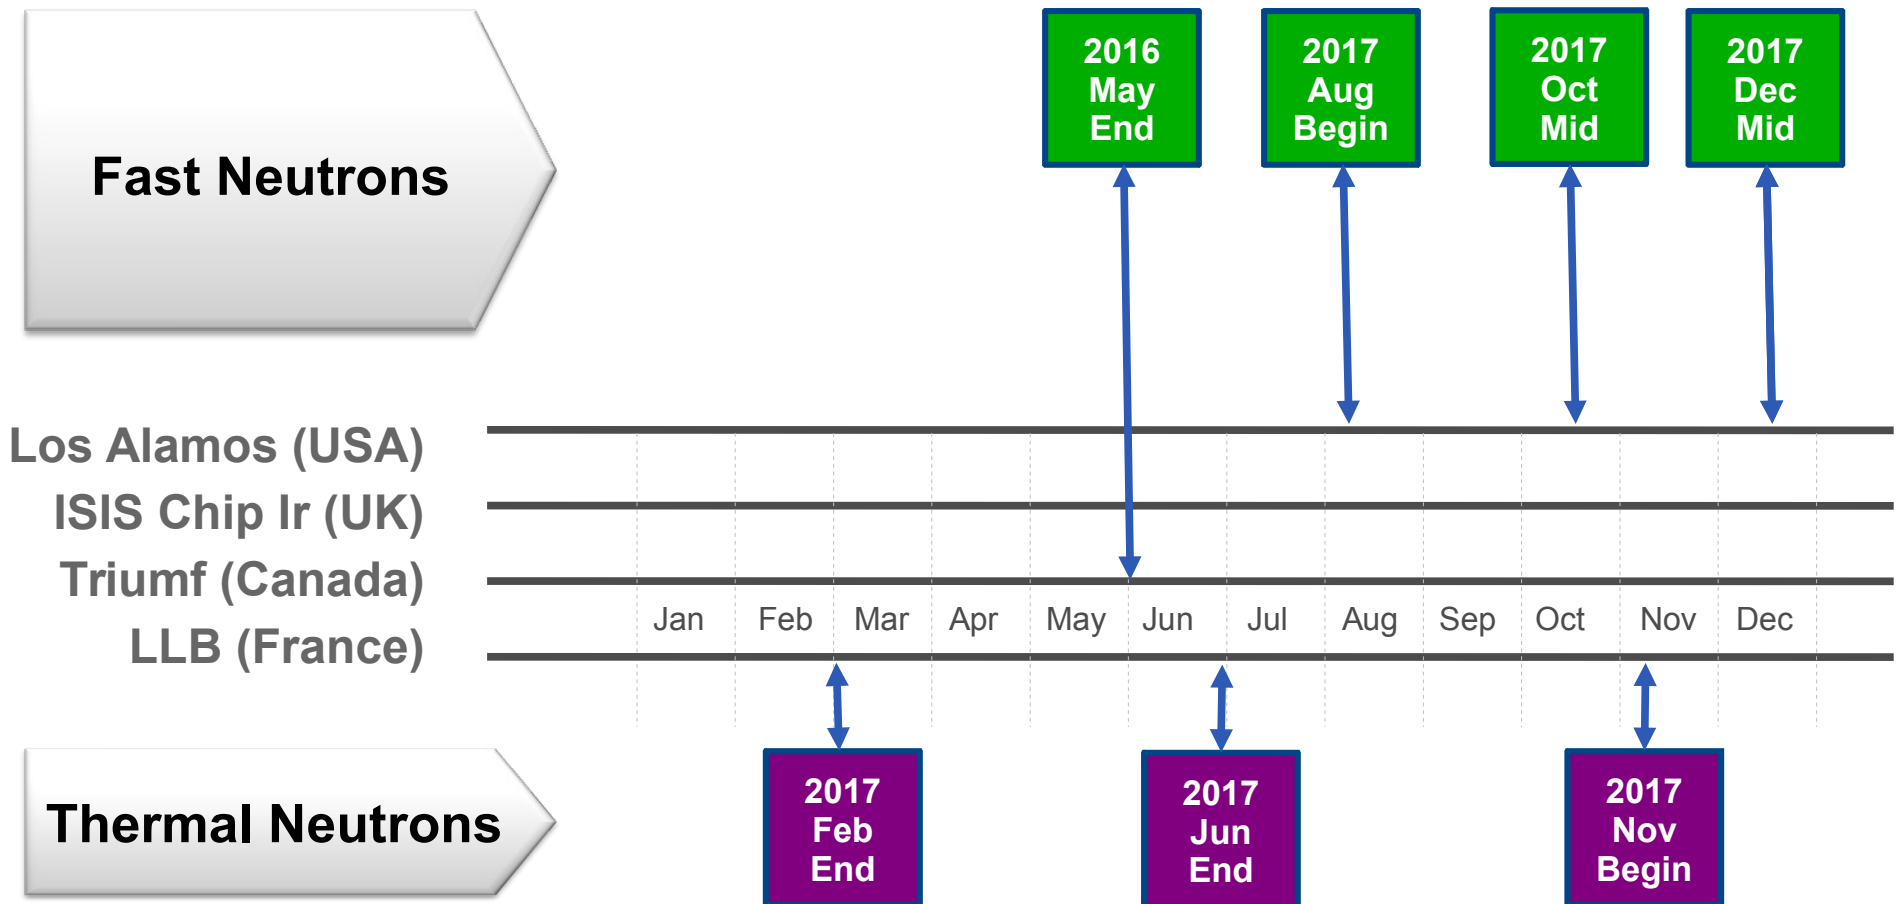 2016
May
End
2017
Aug
Begin
2017
Oct
Mid
2017
Dec
Mid
Fast Neutrons
Los Alamos (USA)
ISIS Chip Ir (UK)
Triumf (Canada)
LLB (France)
Jan Feb Mar Apr May Jun Jul Aug Sep Oct Nov Dec
Thermal Neutrons
2017
Feb
End
2017
Jun
End
2017
Nov
Begin